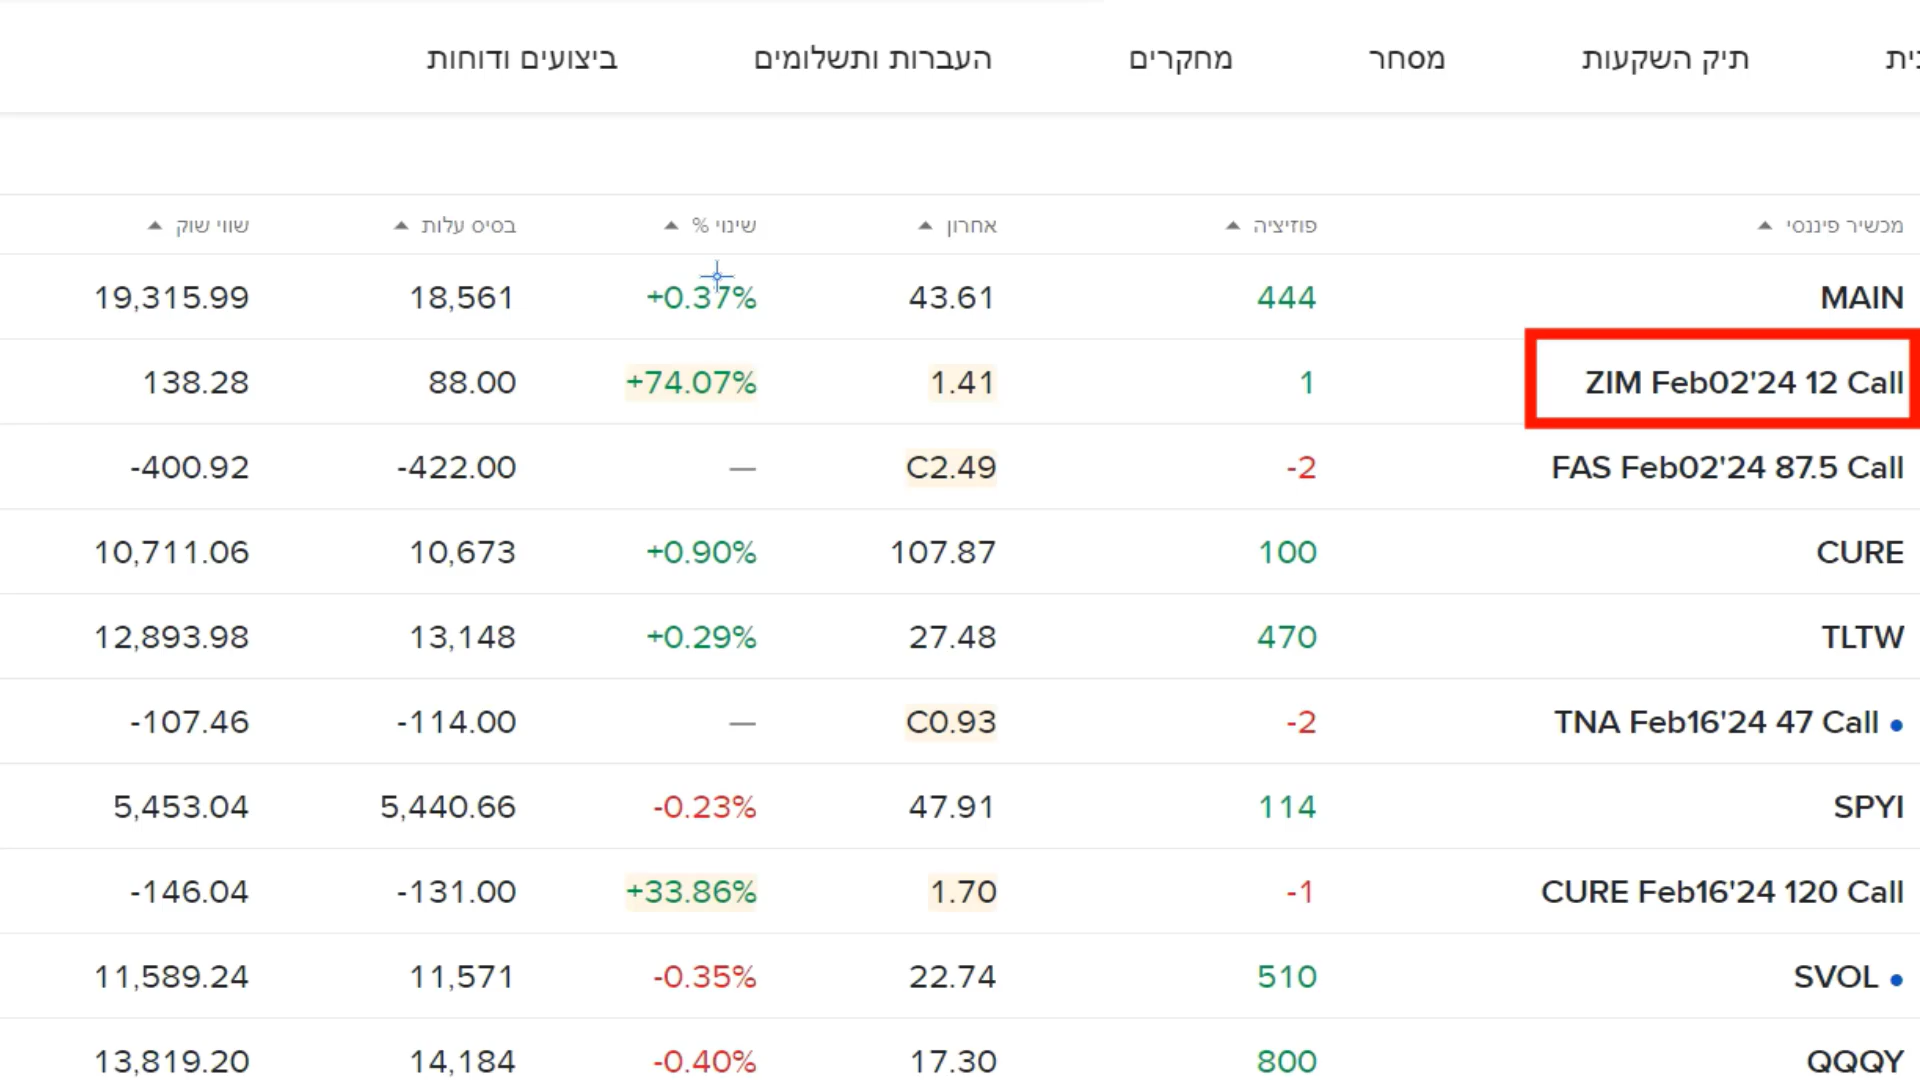 בית תיק השקעות מסחר מחקרים העברות ותשלומים ביצועים ודוחות
מכשיר פיננסי ▲ פוזיציה ▲ אחרון ▲ שינוי % ▲ בסיס עלות ▲ שווי שוק ▲
MAIN 444 43.61 +0.37% 18,561 19,315.99
ZIM Feb02'24 12 Call 1 1.41 +74.07% 88.00 138.28
FAS Feb02'24 87.5 Call -2 C2.49 — -422.00 -400.92
CURE 100 107.87 +0.90% 10,673 10,711.06
TLTW 470 27.48 +0.29% 13,148 12,893.98
TNA Feb16'24 47 Call • -2 C0.93 — -114.00 -107.46
SPYI 114 47.91 -0.23% 5,440.66 5,453.04
CURE Feb16'24 120 Call -1 1.70 +33.86% -131.00 -146.04
SVOL • 510 22.74 -0.35% 11,571 11,589.24
QQQY 800 17.30 -0.40% 14,184 13,819.20